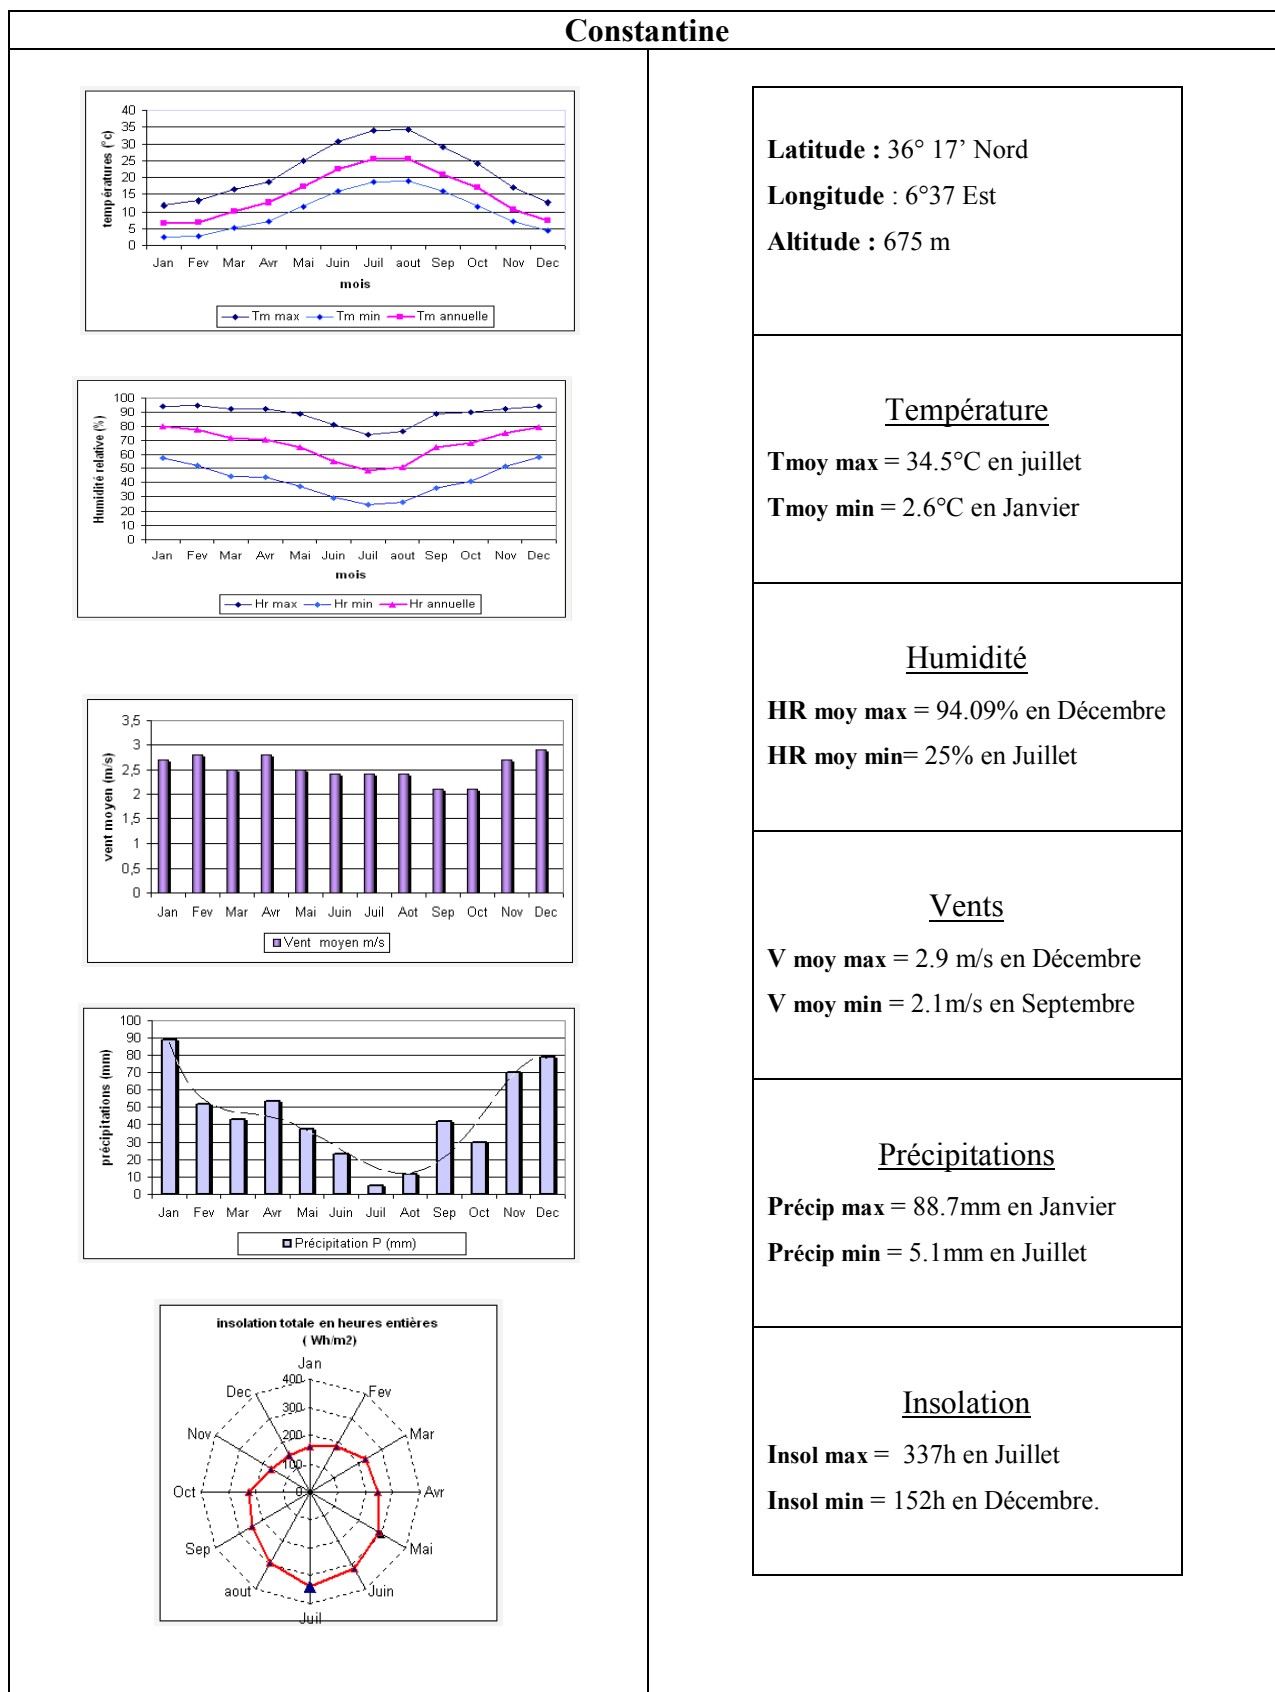 Constantine
40
35
30
25
20
15
10
5
0
températures (°c)
Jan Fev Mar Avr Mai Juin Juil aout Sep Oct Nov Dec
mois
Tm max Tm min Tm annuelle
100
90
80
70
60
50
40
30
20
10
0
Humidité relative (%)
Jan Fev Mar Avr Mai Juin Juil aout Sep Oct Nov Dec
mois
Hr max Hr min Hr annuelle
3,5
3
2,5
2
1,5
1
0,5
0
vent moyen (m/s)
Jan Fev Mar Avr Mai Juin Juil Aot Sep Oct Nov Dec
Vent moyen m/s
100
90
80
70
60
50
40
30
20
10
0
précipitations (mm)
Jan Fev Mar Avr Mai Juin Juil Aot Sep Oct Nov Dec
Précipitation P (mm)
insolation totale en heures entières
( Wh/m2)
Jan
Fev
Mar
Avr
Mai
Juin
Juil
aout
Sep
Oct
Nov
Dec
400
300
200
100
0
Latitude : 36° 17’ Nord
Longitude : 6°37 Est
Altitude : 675 m
Température
Tmoy max = 34.5°C en juillet
Tmoy min = 2.6°C en Janvier
Humidité
HR moy max = 94.09% en Décembre
HR moy min= 25% en Juillet
Vents
V moy max = 2.9 m/s en Décembre
V moy min = 2.1m/s en Septembre
Précipitations
Précip max = 88.7mm en Janvier
Précip min = 5.1mm en Juillet
Insolation
Insol max = 337h en Juillet
Insol min = 152h en Décembre.